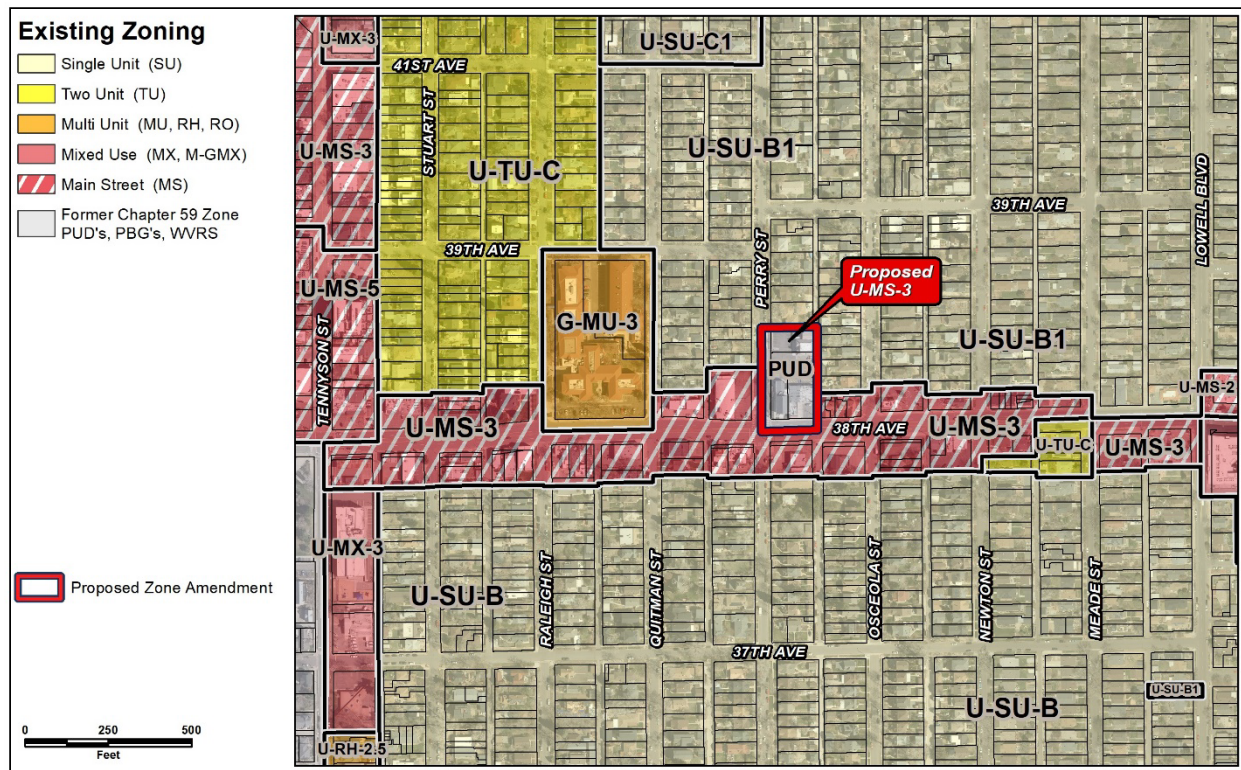 Existing Zoning
Single Unit (SU)
Two Unit (TU)
Multi Unit (MU, RH, RO)
Mixed Use (MX, M-GMX)
Main Street (MS)
Former Chapter 59 Zone
PUD's, PBG's, WVRS
Proposed Zone Amendment
0 250 500
Feet
U-MX-3
U-SU-C1
41ST AVE
STUART ST
U-MS-3
U-TU-C
U-SU-B1
LOWELL BLVD
39TH AVE
39TH AVE
PERRY ST
Proposed
U-MS-3
U-MS-5
TENNYSON ST
G-MU-3
U-SU-B1
PUD
U-MS-2
U-MS-3
38TH AVE
U-MS-3
U-TU-C
U-MS-3
U-MX-3
U-SU-B
RALEIGH ST
QUITMAN ST
OSCEOLA ST
NEWTON ST
MEADE ST
37TH AVE
U-SU-B
U-SU-B1
U-RH-2.5